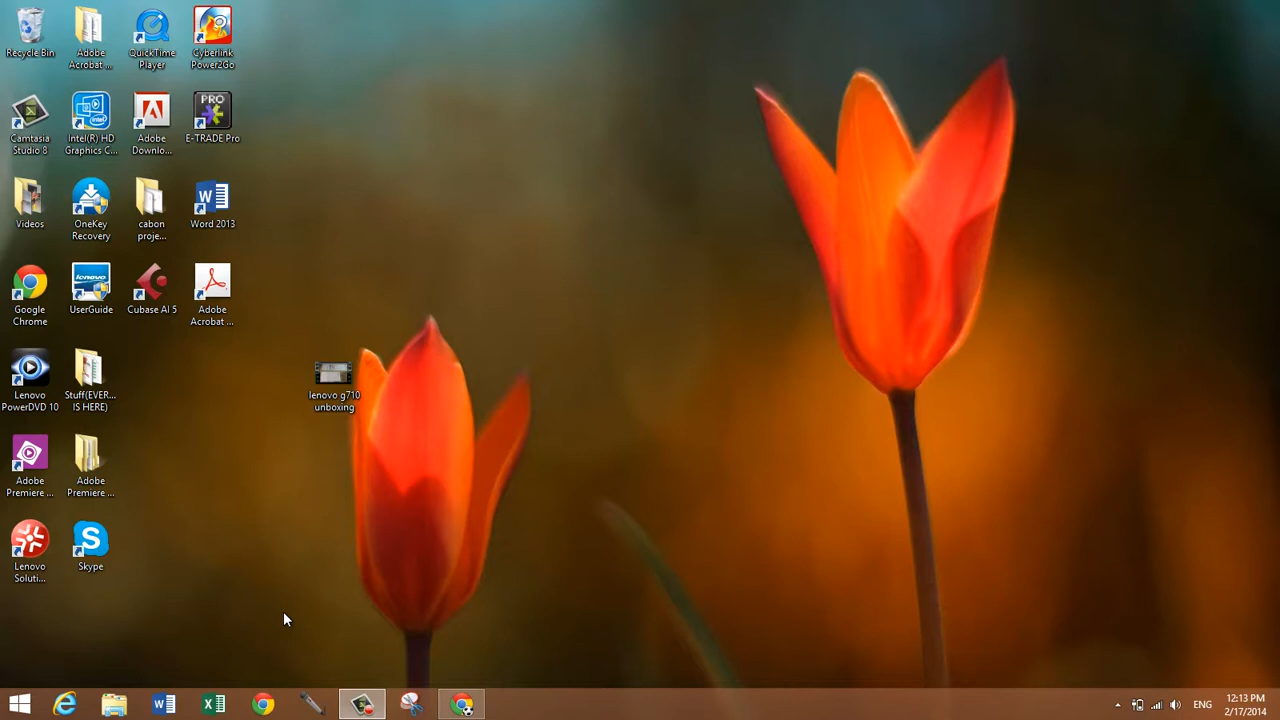 Recycle Bin
Adobe
Acrobat ...
QuickTime
Player
Cyberlink
Power2Go
Camtasia
Studio 8
Intel(R) HD
Graphics C...
Adobe
Downlo...
PRO
E-TRADE Pro
Videos
OneKey
Recovery
cabon
proje...
Word 2013
Google
Chrome
lenovo
UserGuide
Cubase AI 5
Adobe
Acrobat ...
Lenovo
PowerDVD 10
Stuff(EVER...
IS HERE)
lenovo g710
unboxing
Adobe
Premiere ...
Adobe
Premiere ...
Lenovo
Soluti...
Skype
ENG
12:13 PM
2/17/2014